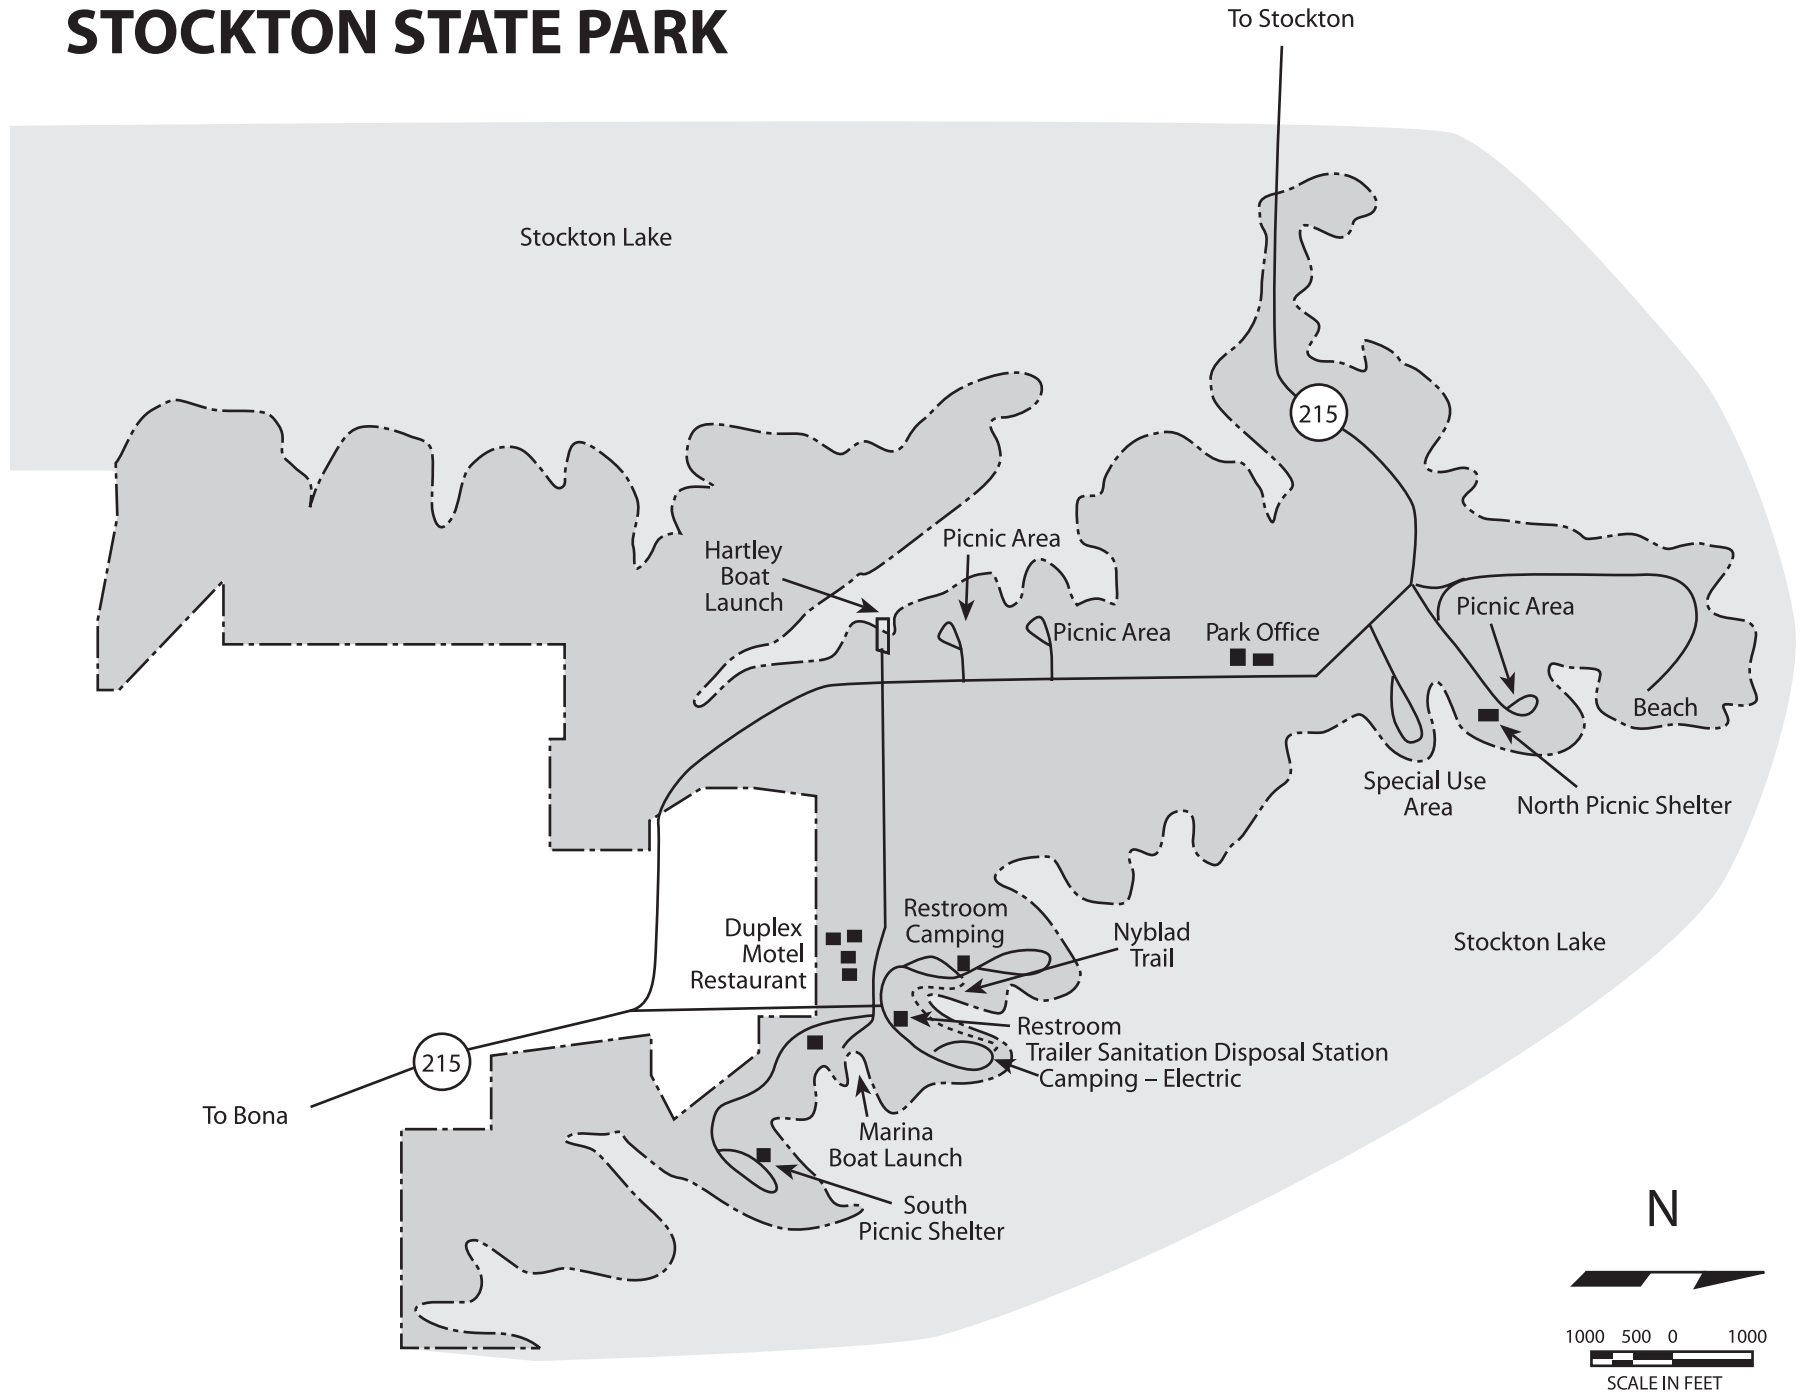 STOCKTON STATE PARK
To Stockton
Stockton Lake
215
Picnic Area
Hartley
Boat
Launch
Picnic Area
Park Office
Picnic Area
Beach
Special Use
Area
North Picnic Shelter
Duplex
Motel
Restaurant
Restroom
Camping
Nyblad
Trail
Stockton Lake
Restroom
Trailer Sanitation Disposal Station
Camping – Electric
215
To Bona
Marina
Boat Launch
South
Picnic Shelter
N
1000 500 0 1000
SCALE IN FEET